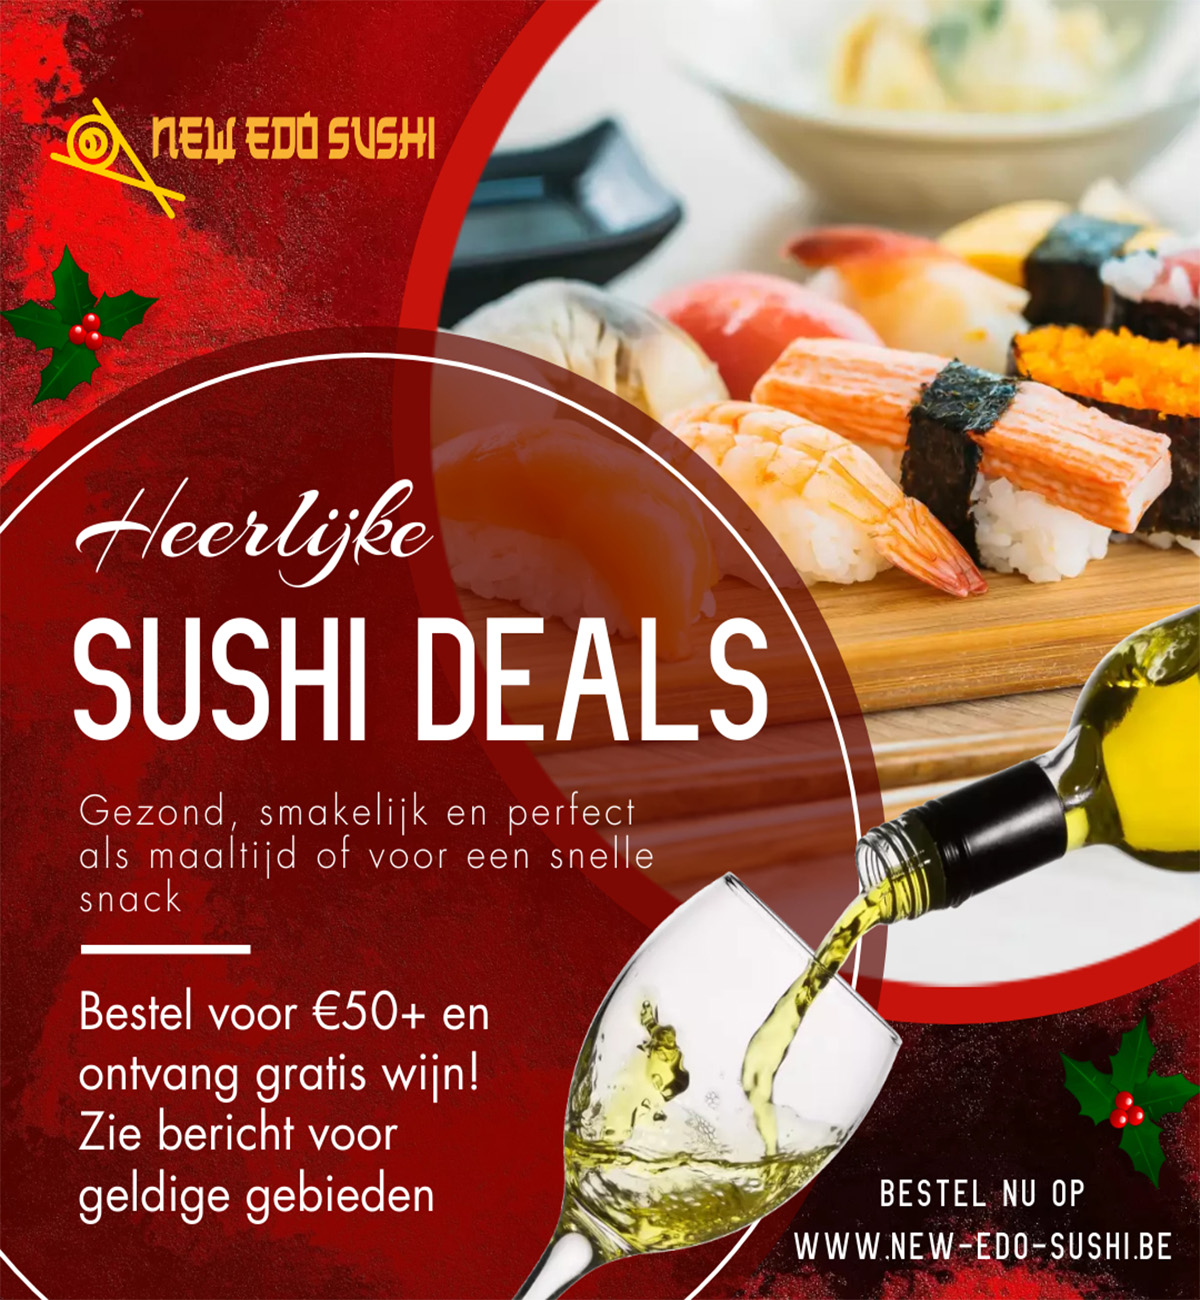 NEW EDO SUSHI
Heerlijke
SUSHI DEALS
Gezond, smakelijk en perfect
als maaltijd of voor een snelle
snack
Bestel voor €50+ en
ontvang gratis wijn!
Zie bericht voor
geldige gebieden
BESTEL NU OP
WWW.NEW-EDO-SUSHI.BE